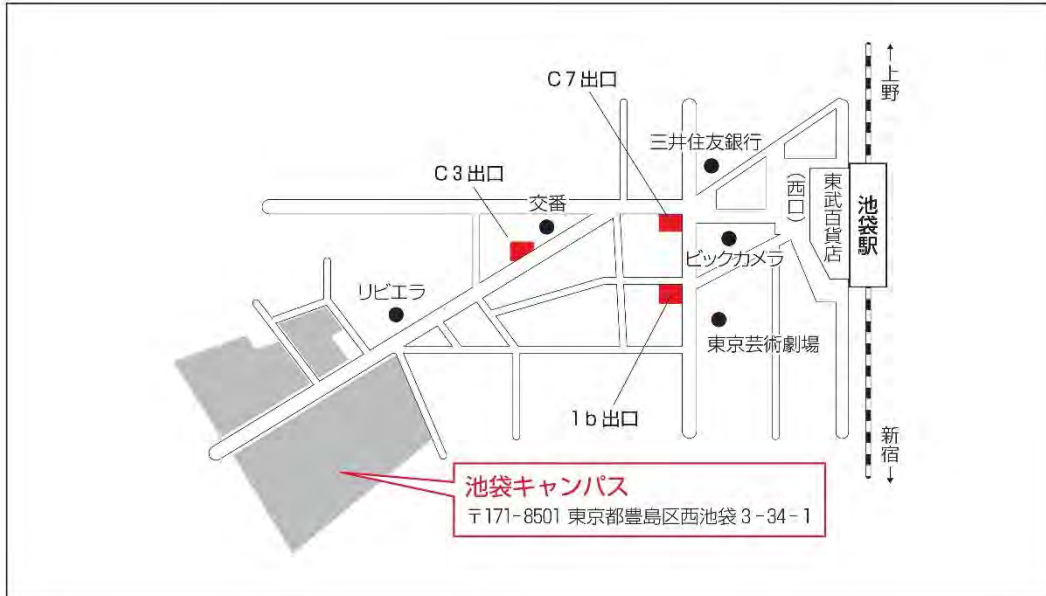 ↑上野
C7出口
三井住友銀行
C3出口
(西口)
東武百貨店
池袋駅
交番
ビックカメラ
リビエラ
東京芸術劇場
1b出口
新宿↓
池袋キャンパス
〒171-8501 東京都豊島区西池袋3-34-1